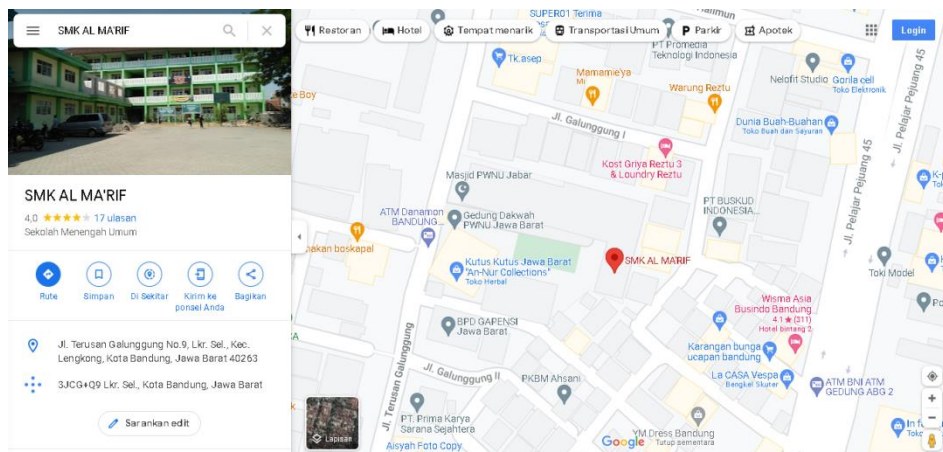 SMK AL MA'RIF
Restoran
Hotel
Tempat menarik
Transportasi Umum
Parkir
Apotek
Login
SMK AL MA'RIF
4,0
17 ulasan
Sekolah Menengah Umum
Rute
Simpan
Di Sekitar
Kirim ke
ponsel Anda
Bagikan
Jl. Terusan Galunggung No.9, Lkr. Sel., Kec.
Lengkong, Kota Bandung, Jawa Barat 40263
3JCG+Q9 Lkr. Sel., Kota Bandung, Jawa Barat
Sarankan edit
SUPER01 Terima
Halimun
Tk.asep
PT Promedia
Teknologi Indonesia
Nelofit Studio
Gorila cell
Toko Elektronik
Mamamie'ya
Mi
Warung Reztu
e Boy
Jl. Galunggung I
Dunia Buah-Buahan
Toko Buah dan Sayuran
Jl. Pelajar Pejuang 45
Jl. Pelajar Pejuang 45
Kost Griya Reztu 3
& Loundry Reztu
Masjid PWNU Jabar
ATM Danamon
BANDUNG...
Gedung Dakwah
PWNU Jawa Barat
PT BUSKUD
INDONESIA...
makan boskapal
Kutus Kutus Jawa Barat
"An-Nur Collections"
Toko Herbal
SMK AL MA'RIF
Toki Model
Wisma Asia
Busindo Bandung
4.1 ★ (311)
Hotel bintang 2
BPD GAPENSI
Jawa Barat
Karangan bunga
ucapan bandung
Jl. Terusan Galunggung
Jl. Galunggung II
PKBM Ahsani
La CASA Vespa
Bengkel Skuter
ATM BNI ATM
GEDUNG ABG 2
PT. Prima Karya
Sarana Sejahtera
Lapisan
Aisyah Foto Copy
Google
YM Dress Bandung
Tutup sementara